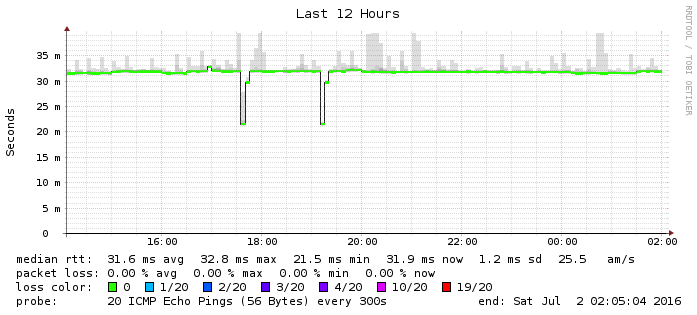 Last 12 Hours
RRDTOOL / TOBI OETIKER
Seconds
35 m
30 m
25 m
20 m
15 m
10 m
5 m
0
16:00 18:00 20:00 22:00 00:00 02:00
median rtt: 31.6 ms avg 32.8 ms max 21.5 ms min 31.9 ms now 1.2 ms sd 25.5 am/s
packet loss: 0.00 % avg 0.00 % max 0.00 % min 0.00 % now
loss color: 0 1/20 2/20 3/20 4/20 10/20 19/20
probe: 20 ICMP Echo Pings (56 Bytes) every 300s end: Sat Jul 2 02:05:04 2016